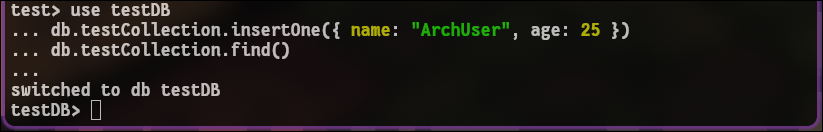 test> use testDB
... db.testCollection.insertOne({ name: "ArchUser", age: 25 })
... db.testCollection.find()
...
switched to db testDB
testDB>